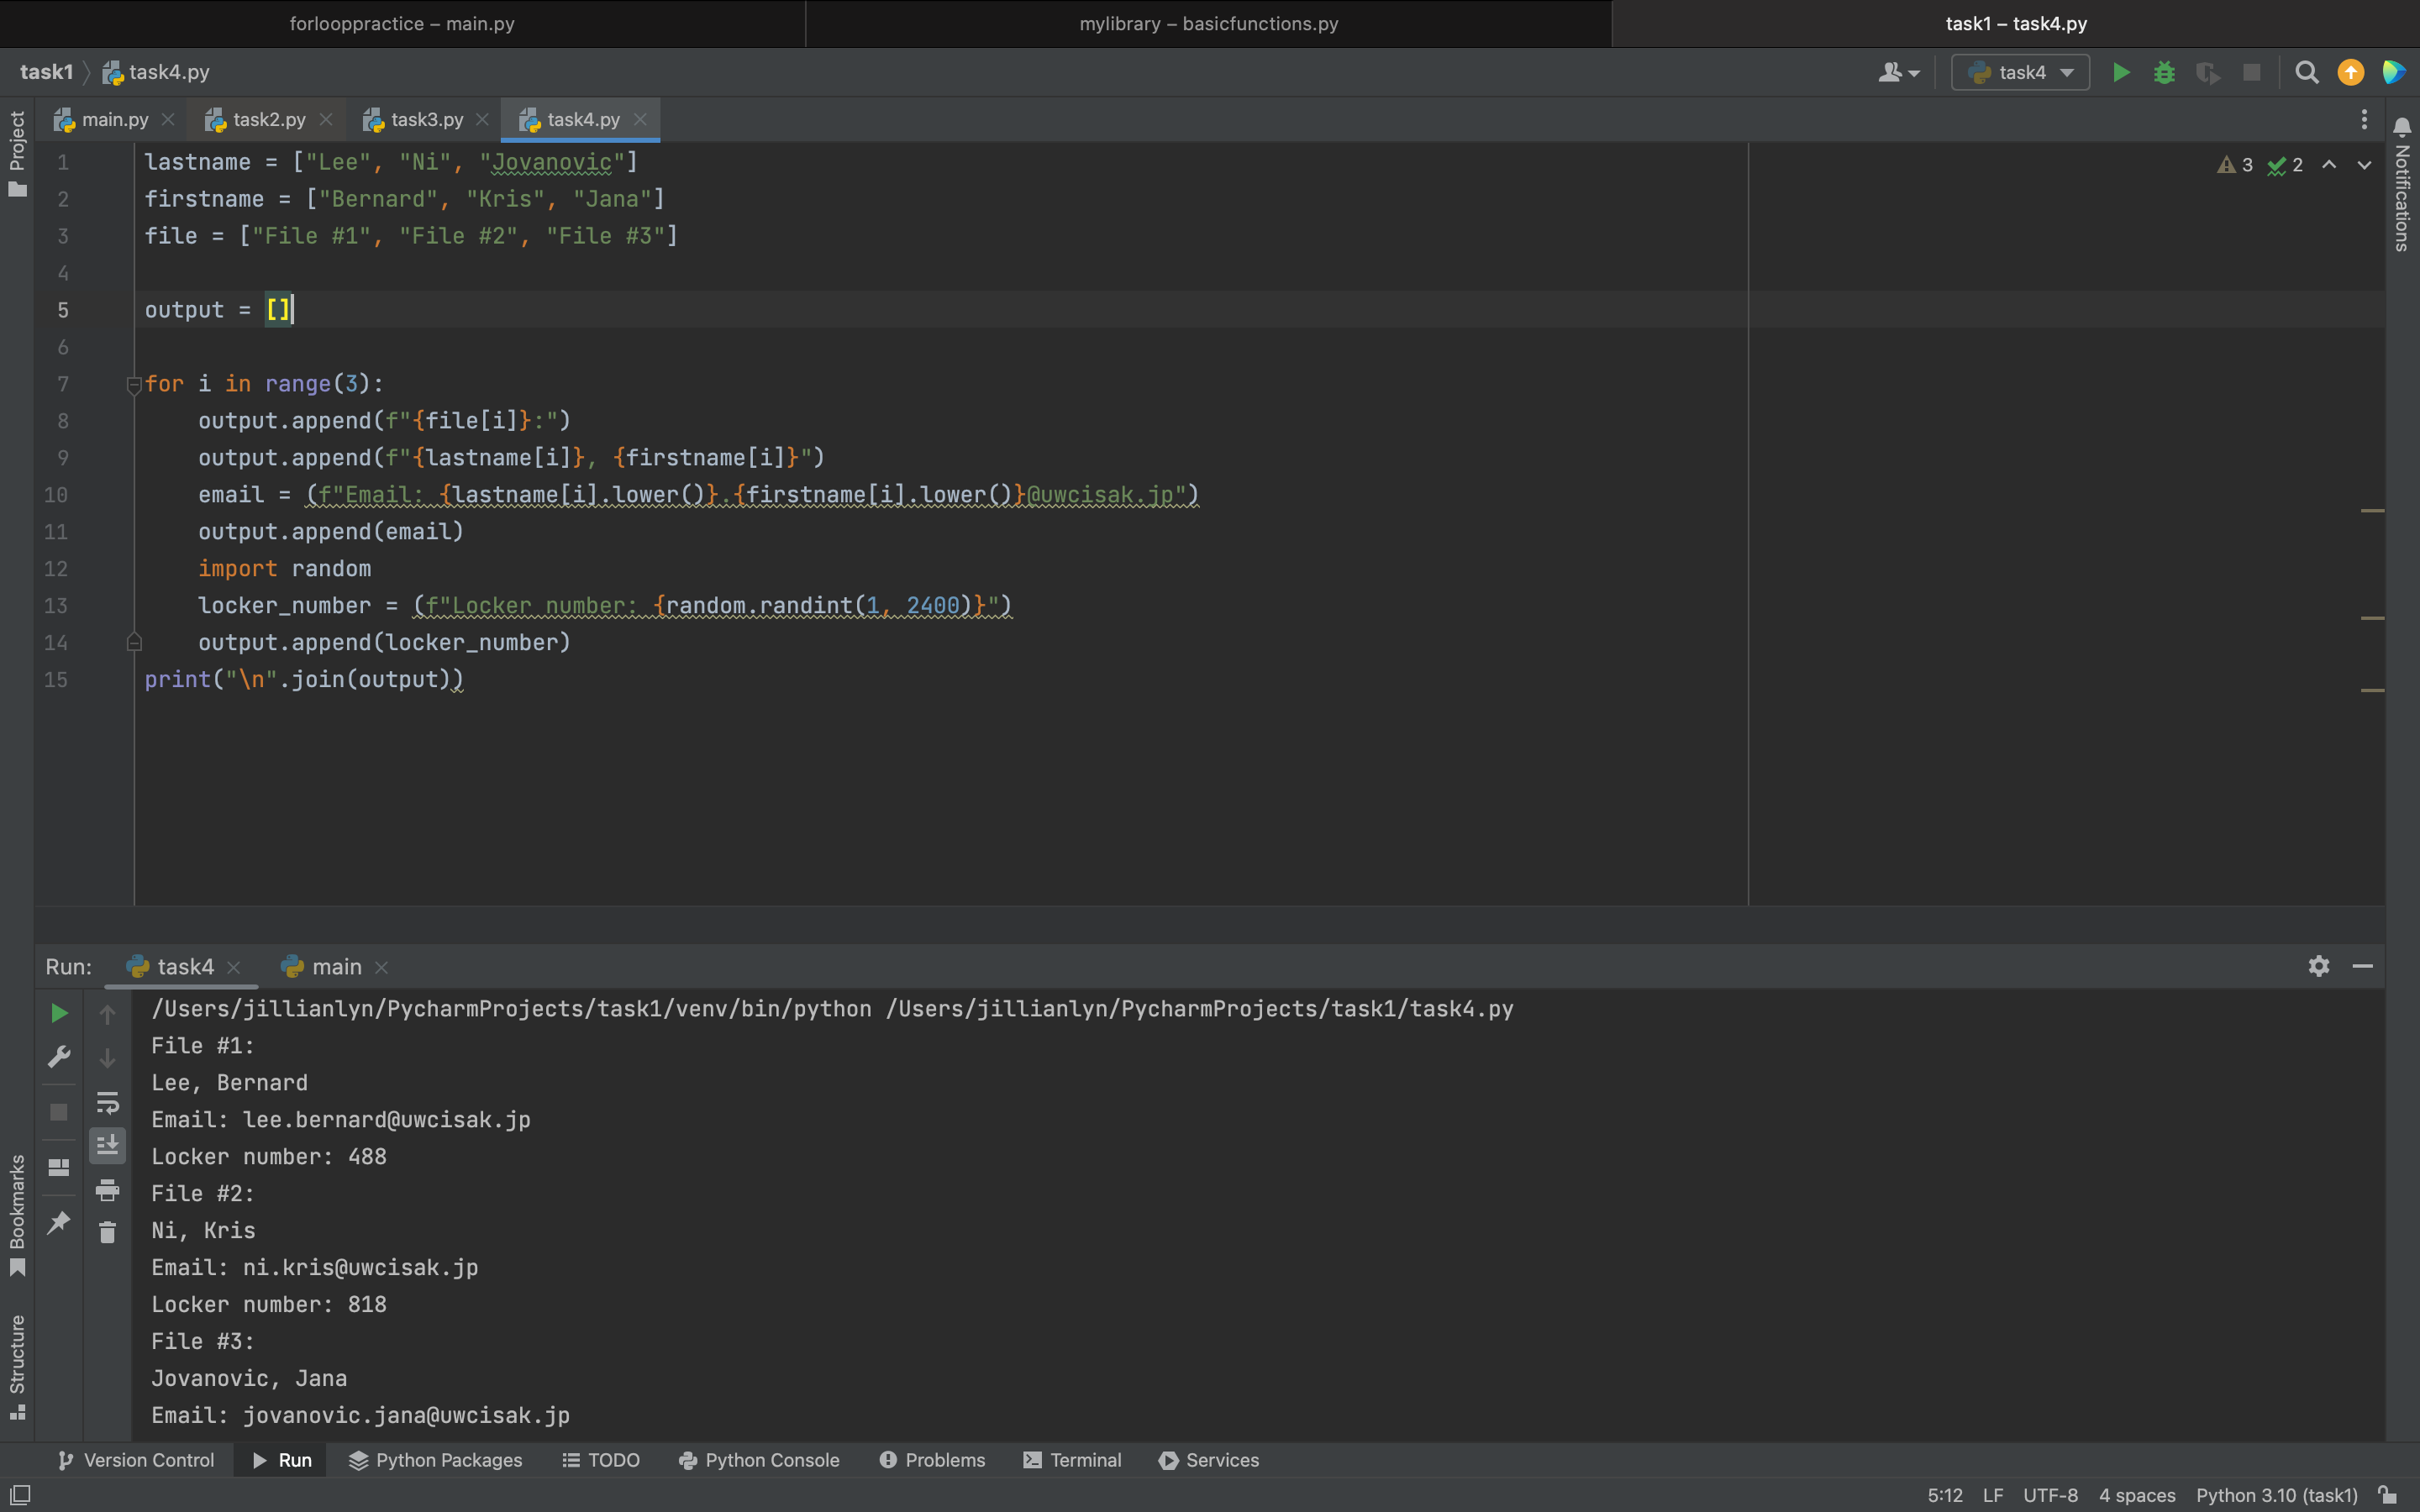 forlooppractice – main.py
mylibrary – basicfunctions.py
task1 – task4.py
task1
task4.py
task4
Project
main.py
task2.py
task3.py
task4.py
Notifications
3
2
1 lastname = ["Lee", "Ni", "Jovanovic"]
2 firstname = ["Bernard", "Kris", "Jana"]
3 file = ["File #1", "File #2", "File #3"]
4
5 output = []
6
7 for i in range(3):
8     output.append(f"{file[i]}:")
9     output.append(f"{lastname[i]}, {firstname[i]}")
10     email = (f"Email: {lastname[i].lower()}.{firstname[i].lower()}@uwcisak.jp")
11     output.append(email)
12     import random
13     locker_number = (f"Locker number: {random.randint(1, 2400)}")
14     output.append(locker_number)
15 print("\n".join(output))
Run:
task4
main
/Users/jillianlyn/PycharmProjects/task1/venv/bin/python /Users/jillianlyn/PycharmProjects/task1/task4.py
File #1:
Lee, Bernard
Email: lee.bernard@uwcisak.jp
Locker number: 488
File #2:
Ni, Kris
Email: ni.kris@uwcisak.jp
Locker number: 818
File #3:
Jovanovic, Jana
Email: jovanovic.jana@uwcisak.jp
Bookmarks
Structure
Version Control
Run
Python Packages
TODO
Python Console
Problems
Terminal
Services
5:12
LF
UTF-8
4 spaces
Python 3.10 (task1)